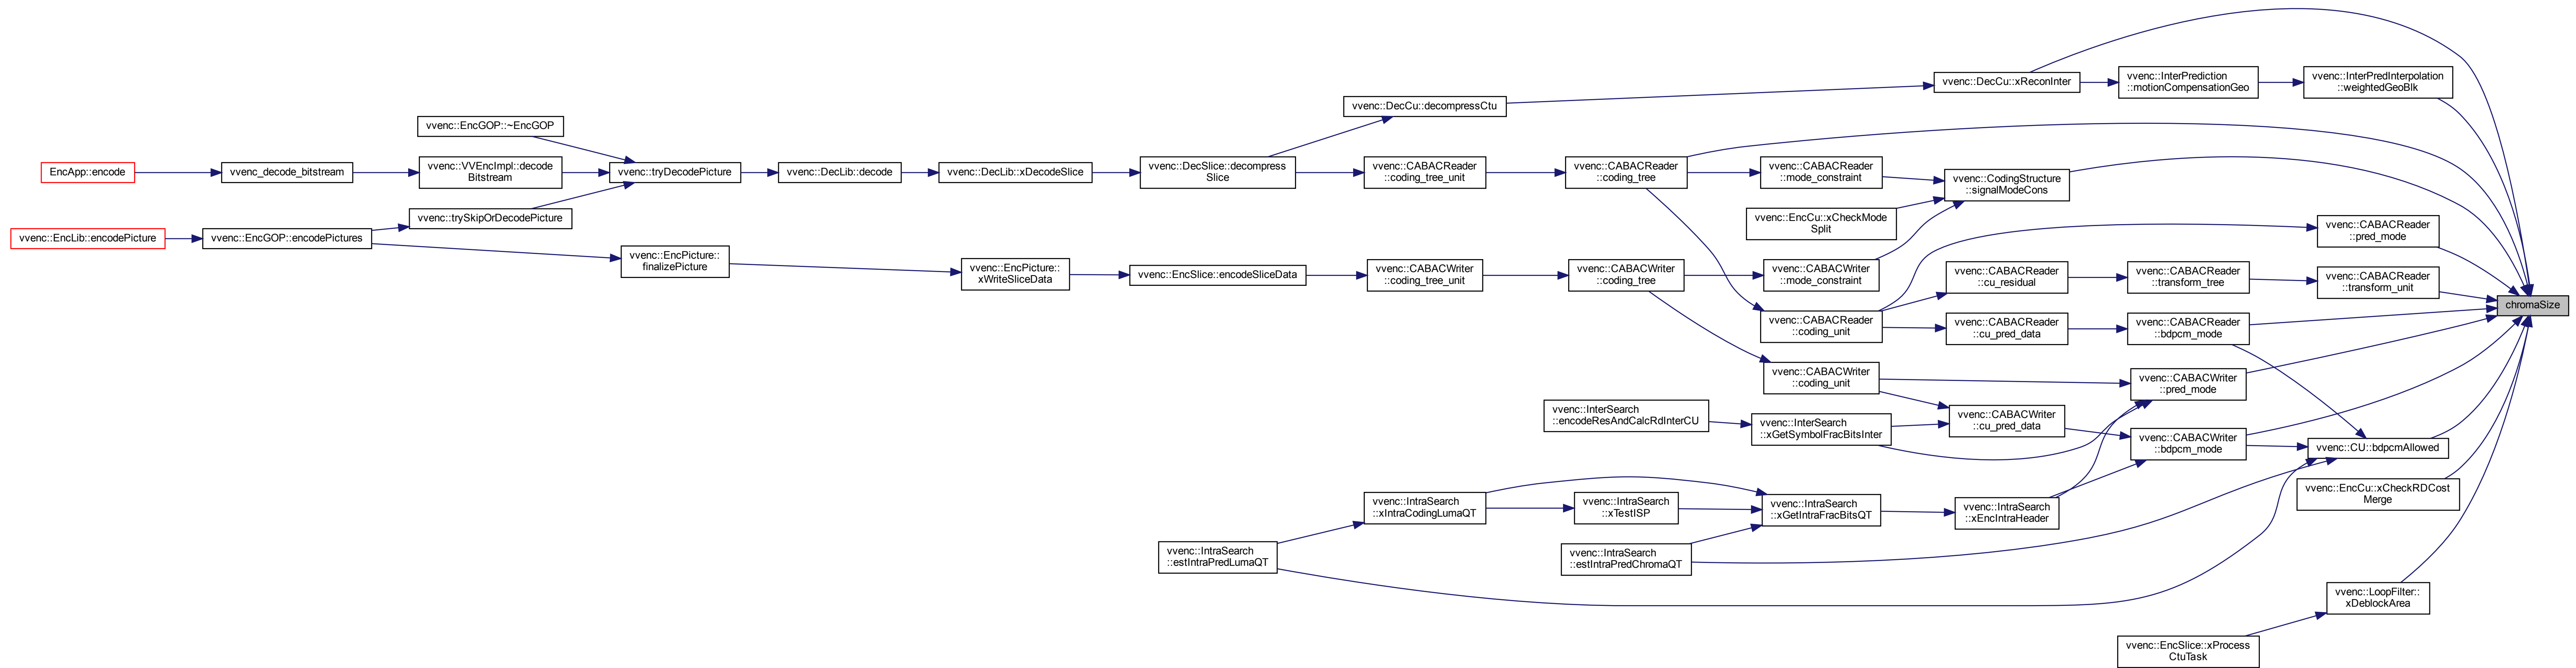 vvenc::DecCu::xReconInter
vvenc::InterPrediction
::motionCompensationGeo
vvenc::InterPredInterpolation
::weightedGeoBlk
vvenc::DecCu::decompressCtu
vvenc::EncGOP::~EncGOP
EncApp::encode
vvenc_decode_bitstream
vvenc::VVEncImpl::decode
Bitstream
vvenc::tryDecodePicture
vvenc::DecLib::decode
vvenc::DecLib::xDecodeSlice
vvenc::DecSlice::decompress
Slice
vvenc::CABACReader
::coding_tree_unit
vvenc::CABACReader
::coding_tree
vvenc::CABACReader
::mode_constraint
vvenc::CodingStructure
::signalModeCons
vvenc::trySkipOrDecodePicture
vvenc::EncCu::xCheckMode
Split
vvenc::CABACReader
::pred_mode
vvenc::EncLib::encodePicture
vvenc::EncGOP::encodePictures
vvenc::EncPicture::
finalizePicture
vvenc::EncPicture::
xWriteSliceData
vvenc::EncSlice::encodeSliceData
vvenc::CABACWriter
::coding_tree_unit
vvenc::CABACWriter
::coding_tree
vvenc::CABACWriter
::mode_constraint
vvenc::CABACReader
::cu_residual
vvenc::CABACReader
::transform_tree
vvenc::CABACReader
::transform_unit
chromaSize
vvenc::CABACReader
::coding_unit
vvenc::CABACReader
::cu_pred_data
vvenc::CABACReader
::bdpcm_mode
vvenc::CABACWriter
::coding_unit
vvenc::CABACWriter
::pred_mode
vvenc::InterSearch
::encodeResAndCalcRdInterCU
vvenc::InterSearch
::xGetSymbolFracBitsInter
vvenc::CABACWriter
::cu_pred_data
vvenc::CABACWriter
::bdpcm_mode
vvenc::CU::bdpcmAllowed
vvenc::EncCu::xCheckRDCost
Merge
vvenc::IntraSearch
::xIntraCodingLumaQT
vvenc::IntraSearch
::xTestISP
vvenc::IntraSearch
::xGetIntraFracBitsQT
vvenc::IntraSearch
::xEncIntraHeader
vvenc::IntraSearch
::estIntraPredLumaQT
vvenc::IntraSearch
::estIntraPredChromaQT
vvenc::LoopFilter::
xDeblockArea
vvenc::EncSlice::xProcess
CtuTask